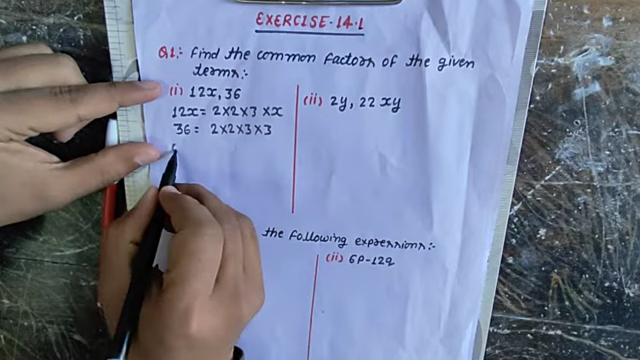 EXERCISE-14.1
Q1:- Find the common factors of the given
terms:-
(i) 12x, 36
12x = 2×2×3×x
36 = 2×2×3×3
(ii) 2y, 22xy
the following expressions:-
(ii) 6P-12q